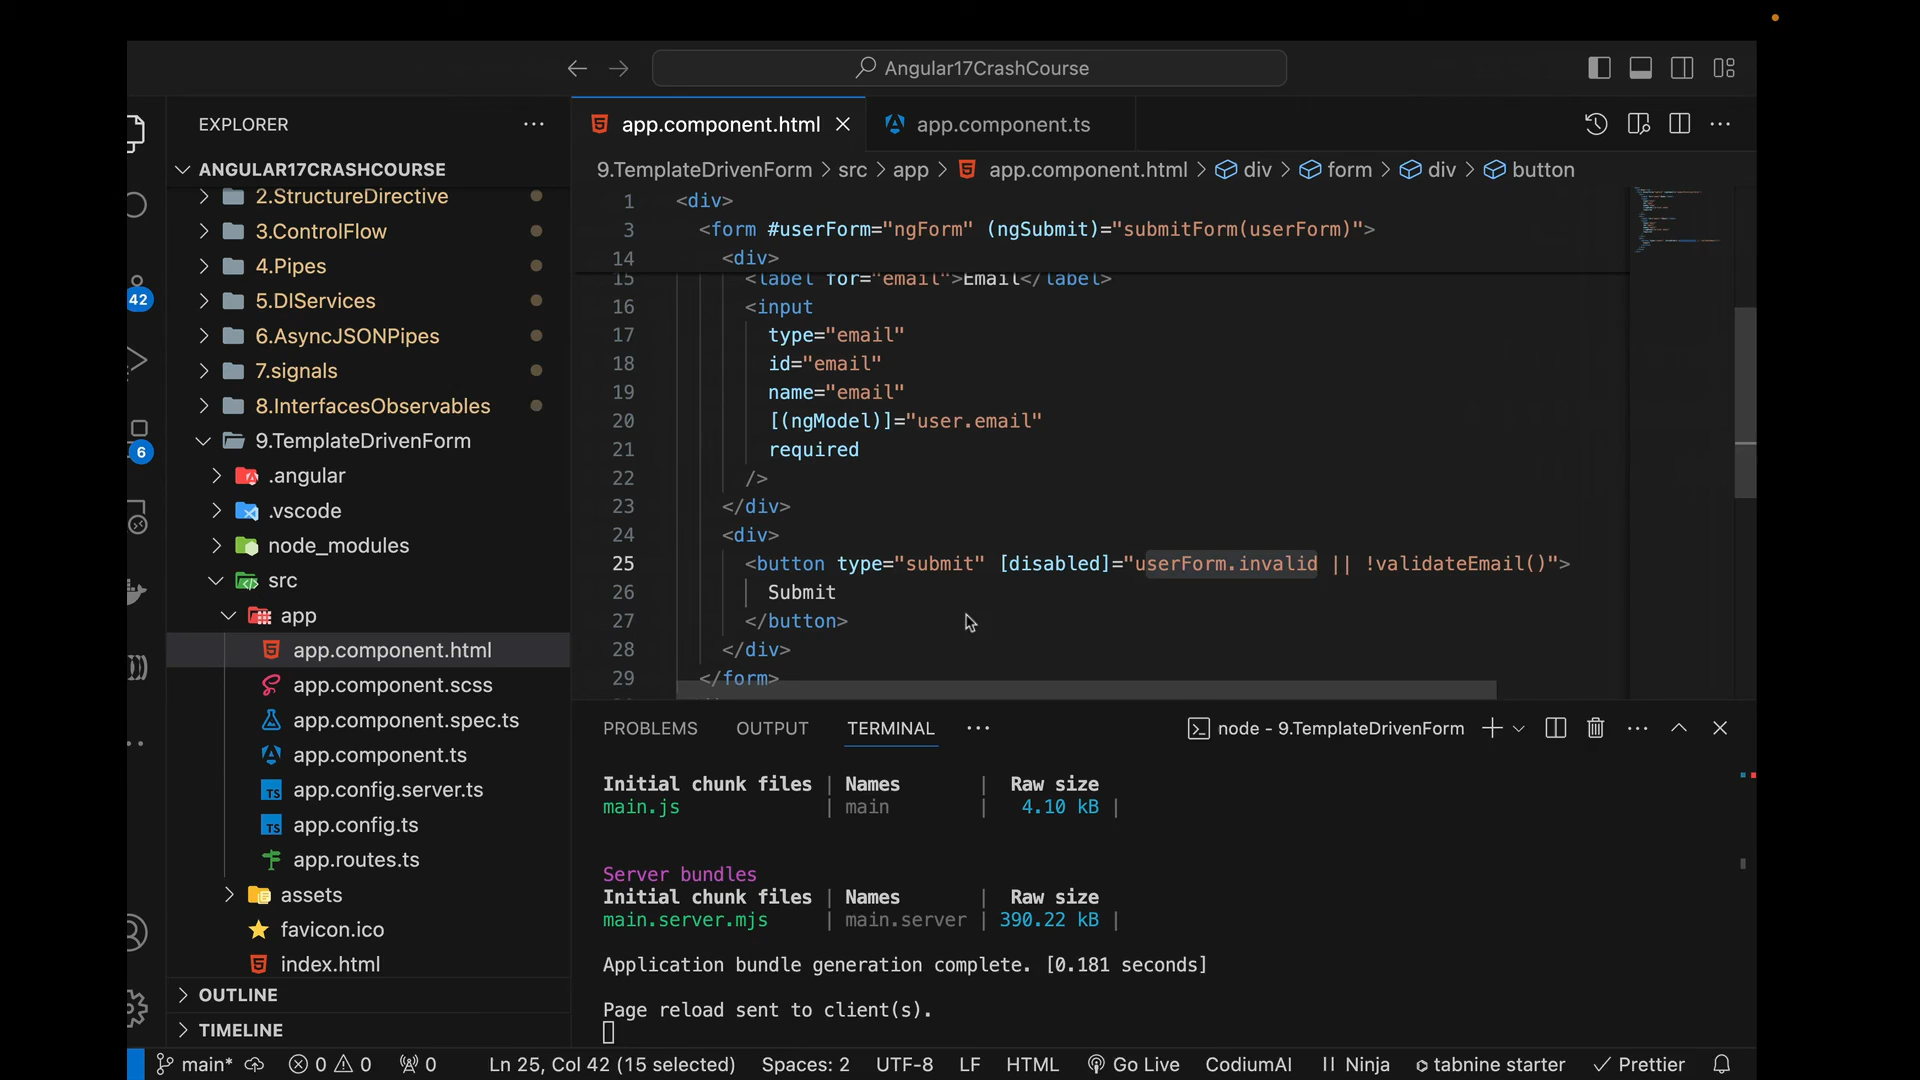 Angular17CrashCourse
EXPLORER
ANGULAR17CRASHCOURSE
2.StructureDirective
3.ControlFlow
4.Pipes
5.DIServices
6.AsyncJSONPipes
7.signals
8.InterfacesObservables
9.TemplateDrivenForm
.angular
.vscode
node_modules
src
app
app.component.html
app.component.scss
app.component.spec.ts
app.component.ts
app.config.server.ts
app.config.ts
app.routes.ts
assets
favicon.ico
index.html
OUTLINE
TIMELINE
42
6
app.component.html
app.component.ts
9.TemplateDrivenForm > src > app > app.component.html > div > form > div > button
1 <div>
3 <form #userForm="ngForm" (ngSubmit)="submitForm(userForm)">
14 <div>
15 <label for="email">Email</label>
16 <input
17 type="email"
18 id="email"
19 name="email"
20 [(ngModel)]="user.email"
21 required
22 />
23 </div>
24 <div>
25 <button type="submit" [disabled]="userForm.invalid || !validateEmail()">
26 Submit
27 </button>
28 </div>
29 </form>
PROBLEMS OUTPUT TERMINAL
node - 9.TemplateDrivenForm
Initial chunk files | Names | Raw size
main.js | main | 4.10 kB |
Server bundles
Initial chunk files | Names | Raw size
main.server.mjs | main.server | 390.22 kB |
Application bundle generation complete. [0.181 seconds]
Page reload sent to client(s).
main* 0 0 0 Ln 25, Col 42 (15 selected) Spaces: 2 UTF-8 LF HTML Go Live CodiumAI Ninja tabnine starter Prettier